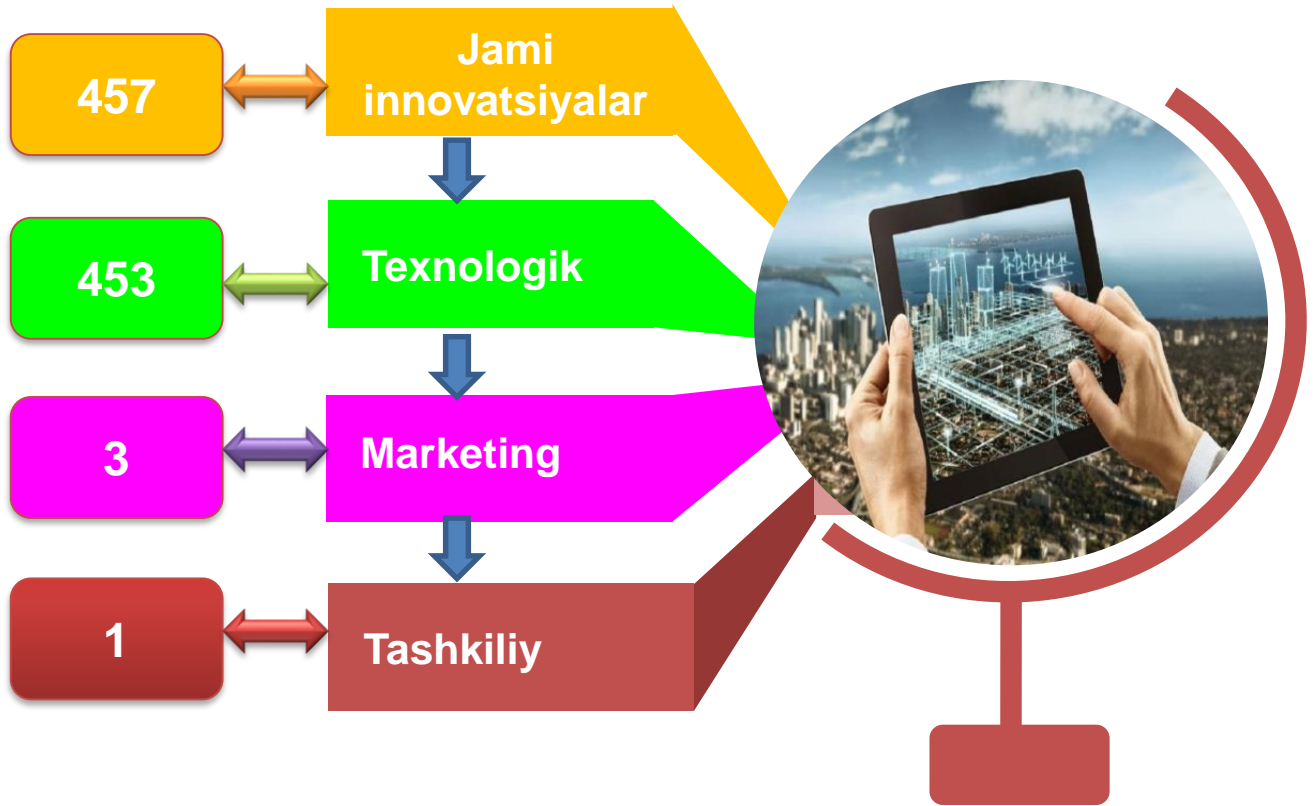 457
Jami
innovatsiyalar
453
Texnologik
3
Marketing
1
Tashkiliy